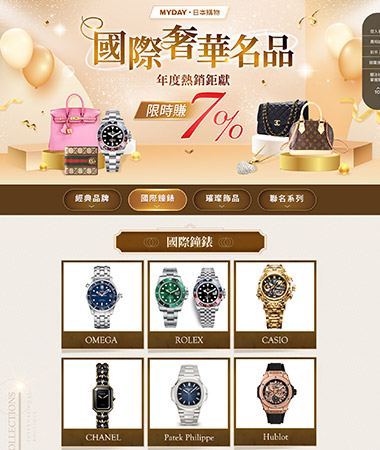 MYDAY・日本購物
國際奢華名品
年度熱銷鉅獻
限時賺7%
經典品牌
國際鐘錶
璀璨飾品
聯名系列
國際鐘錶
OMEGA
ROLEX
CASIO
CHANEL
Patek Philippe
Hublot